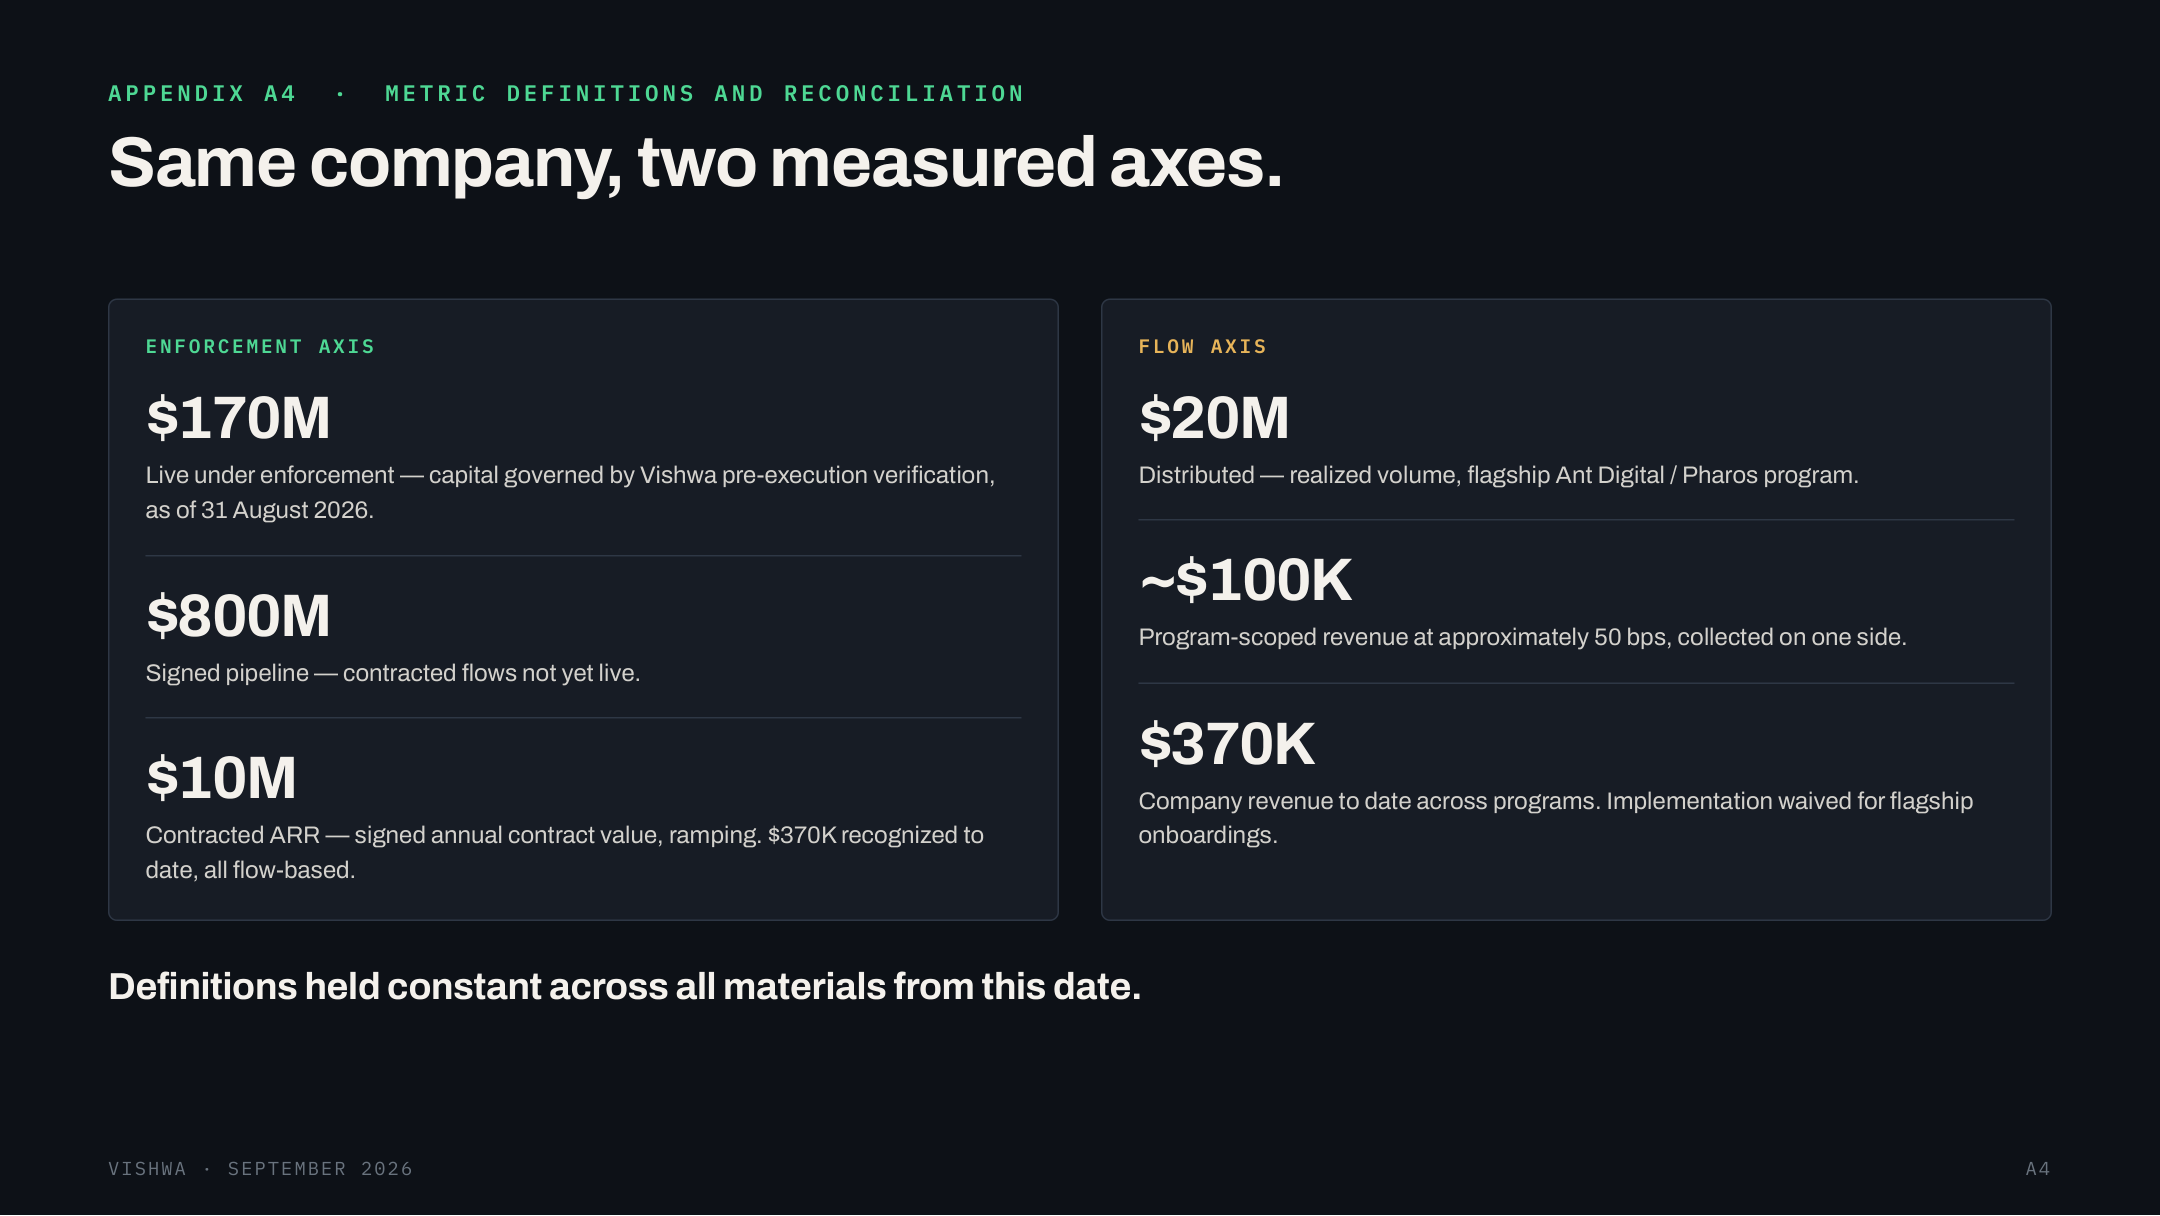 APPENDIX A4 · METRIC DEFINITIONS AND RECONCILIATION
Same company, two measured axes.
ENFORCEMENT AXIS
$170M
Live under enforcement — capital governed by Vishwa pre-execution verification,
as of 31 August 2026.
$800M
Signed pipeline — contracted flows not yet live.
$10M
Contracted ARR — signed annual contract value, ramping. $370K recognized to
date, all flow-based.
FLOW AXIS
$20M
Distributed — realized volume, flagship Ant Digital / Pharos program.
~$100K
Program-scoped revenue at approximately 50 bps, collected on one side.
$370K
Company revenue to date across programs. Implementation waived for flagship
onboardings.
Definitions held constant across all materials from this date.
VISHWA · SEPTEMBER 2026
A4